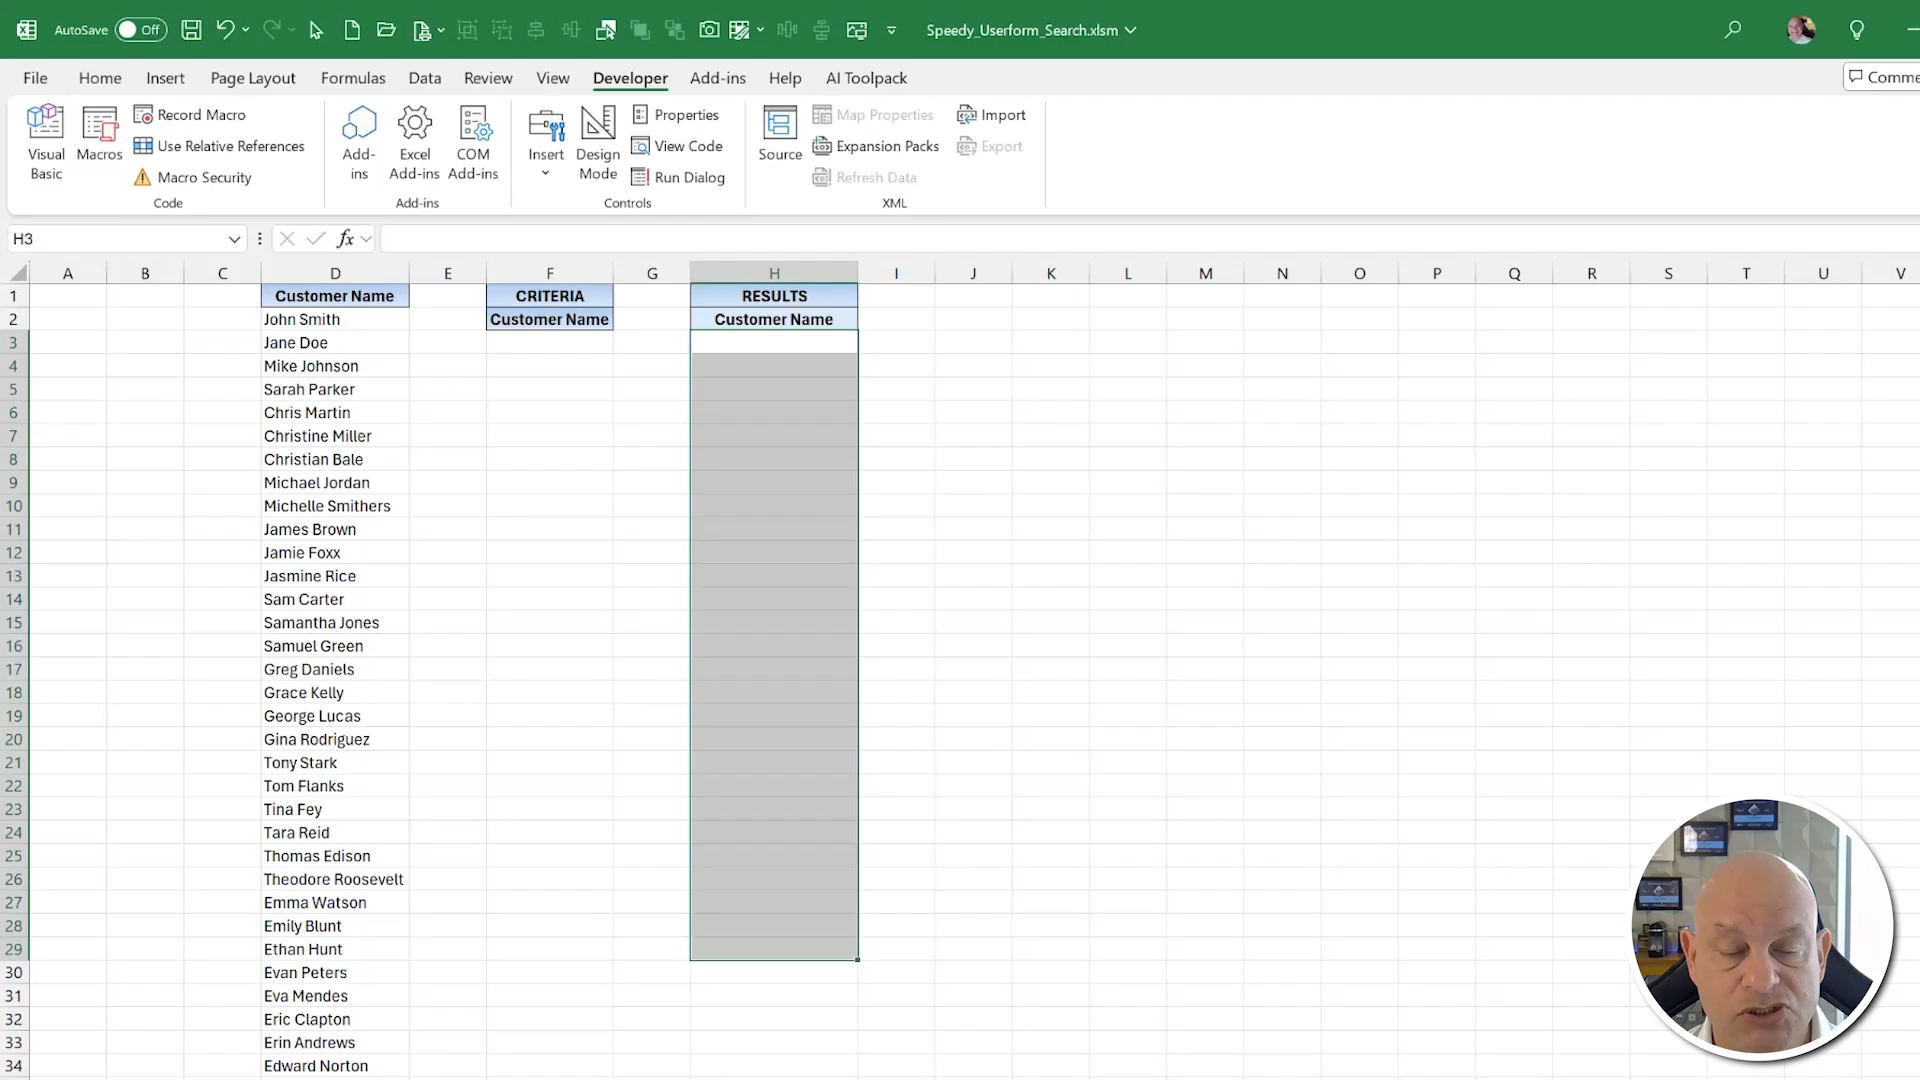 AutoSave Off Speedy_Userform_Search.xlsm
File Home Insert Page Layout Formulas Data Review View Developer Add-ins Help AI Toolpack Comme
Visual Basic
Macros
Record Macro
Use Relative References
Macro Security
Code
Add-ins
Excel Add-ins
COM Add-ins
Add-ins
Insert
Design Mode
Properties
View Code
Run Dialog
Controls
Source
Map Properties
Expansion Packs
Refresh Data
Import
Export
XML
H3 fx
A B C D E F G H I J K L M N O P Q R S T U V
1 Customer Name CRITERIA RESULTS
2 John Smith Customer Name Customer Name
3 Jane Doe
4 Mike Johnson
5 Sarah Parker
6 Chris Martin
7 Christine Miller
8 Christian Bale
9 Michael Jordan
10 Michelle Smithers
11 James Brown
12 Jamie Foxx
13 Jasmine Rice
14 Sam Carter
15 Samantha Jones
16 Samuel Green
17 Greg Daniels
18 Grace Kelly
19 George Lucas
20 Gina Rodriguez
21 Tony Stark
22 Tom Flanks
23 Tina Fey
24 Tara Reid
25 Thomas Edison
26 Theodore Roosevelt
27 Emma Watson
28 Emily Blunt
29 Ethan Hunt
30 Evan Peters
31 Eva Mendes
32 Eric Clapton
33 Erin Andrews
34 Edward Norton